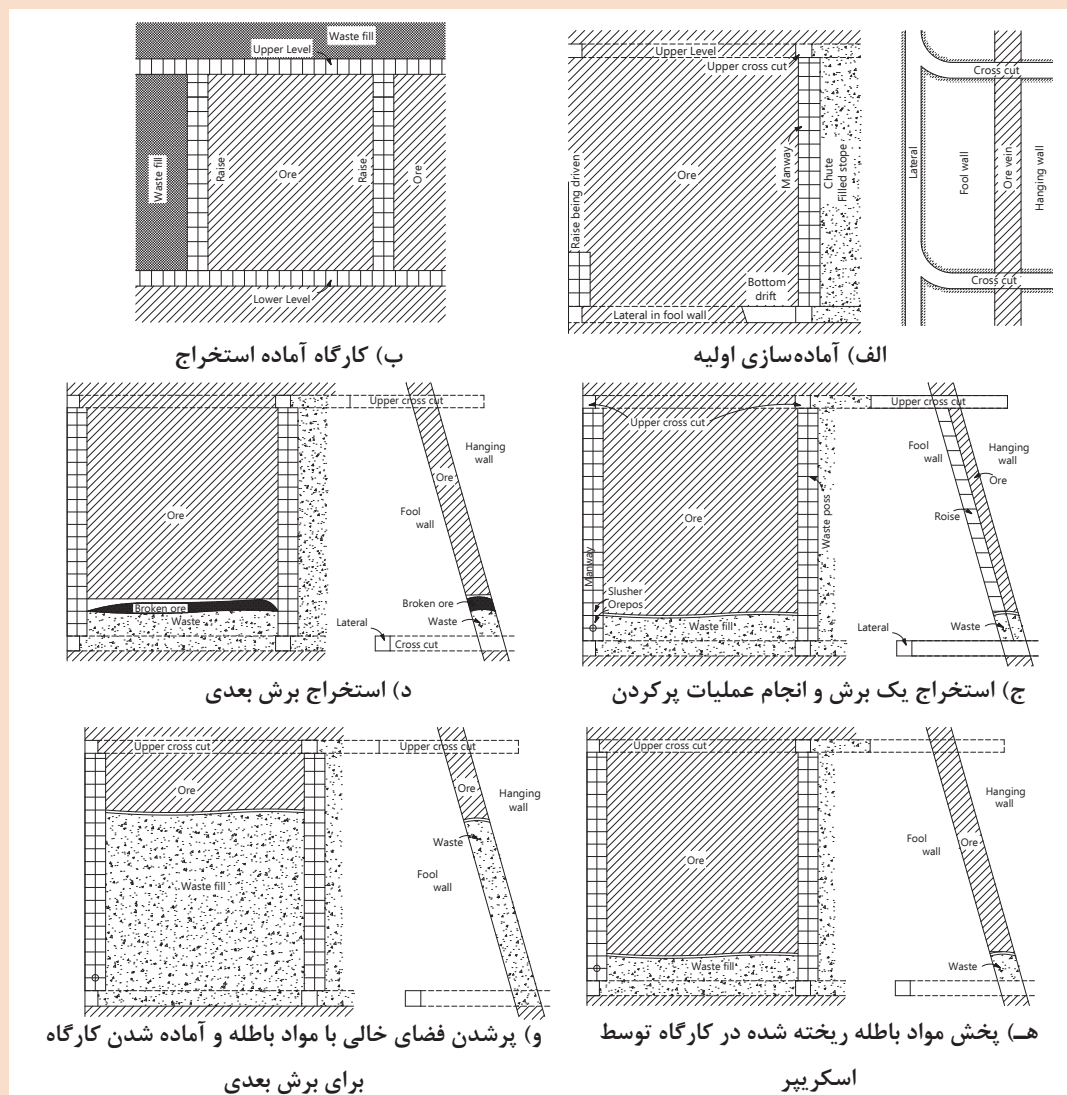 Upper Level
Upper cross cut
Raise being driven
Ore
Manway
Chute
Filled stope
Bottom
drift
Lateral in fool wall
Cross cut
Lateral
Fool wall
Ore vein
Hanging wall
Cross cut
الف) آماده‌سازی اولیه
Waste fill
Upper Level
Waste fill
Raise
Ore
Raise
Ore
Lower Level
ب) کارگاه آماده استخراج
Upper cross cut
Ore
Manway
Slusher
Orepos
Waste fill
Waste poss
Upper cross cut
Fool
wall
Hanging
wall
Ore
Roise
Waste
Lateral
ج) استخراج یک برش و انجام عملیات پرکردن
Ore
Broken ore
Waste
Upper cross cut
Hanging
wall
Ore
Fool
wall
Broken ore
Waste
Lateral
Cross cut
د) استخراج برش بعدی
Upper cross cut
Ore
Waste fill
Hanging
wall
Fool
wall
Ore
Waste
هـ) پخش مواد باطله ریخته شده در کارگاه توسط
اسکریپر
Upper cross cut
Ore
Waste fill
Upper cross cut
Ore
Hanging
wall
Waste
Fool
wall
و) پرشدن فضای خالی با مواد باطله و آماده شدن کارگاه
برای برش بعدی